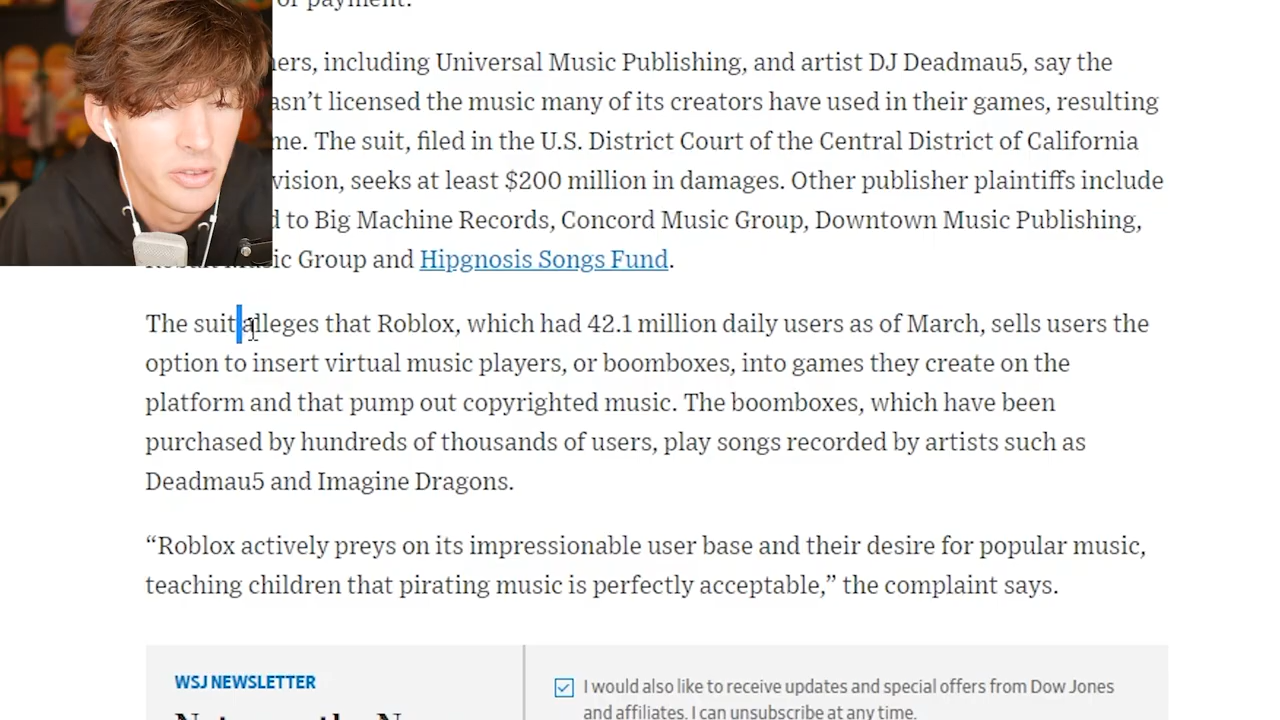 or payment.
including Universal Music Publishing, and artist DJ Deadmau5, say the
licensed the music many of its creators have used in their games, resulting
The suit, filed in the U.S. District Court of the Central District of California
seeks at least $200 million in damages. Other publisher plaintiffs include
to Big Machine Records, Concord Music Group, Downtown Music Publishing,
Group and Hipgnosis Songs Fund.
The suit alleges that Roblox, which had 42.1 million daily users as of March, sells users the
option to insert virtual music players, or boomboxes, into games they create on the
platform and that pump out copyrighted music. The boomboxes, which have been
purchased by hundreds of thousands of users, play songs recorded by artists such as
Deadmau5 and Imagine Dragons.
“Roblox actively preys on its impressionable user base and their desire for popular music,
teaching children that pirating music is perfectly acceptable,” the complaint says.
WSJ NEWSLETTER
I would also like to receive updates and special offers from Dow Jones
and affiliates. I can unsubscribe at any time.